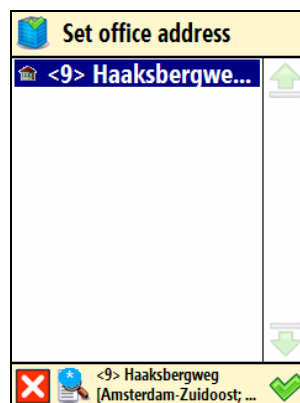 Set office address
<9> Haaksbergwe...
<9> Haaksbergweg
[Amsterdam-Zuidoost; ...